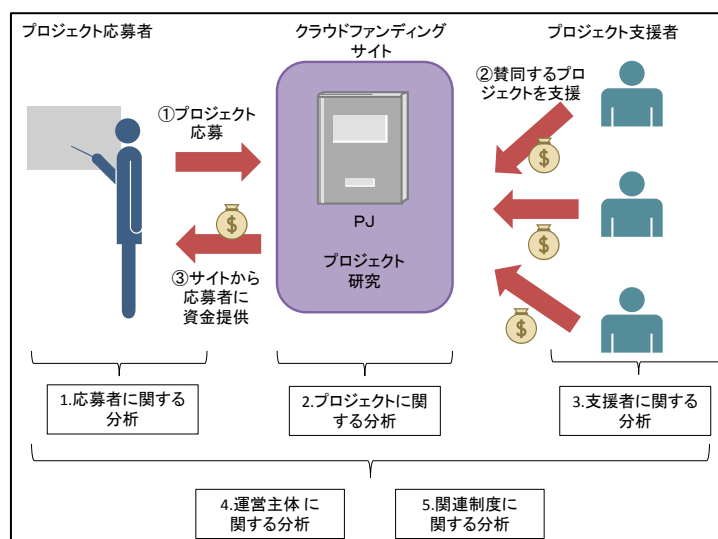 プロジェクト応募者
クラウドファンディング
サイト
プロジェクト支援者
①プロジェクト
応募
②賛同するプロ
ジェクトを支援
$
$
$
$
PJ
プロジェクト
研究
③サイトから
応募者に
資金提供
1.応募者に関する
分析
2.プロジェクトに関
する分析
3.支援者に関する
分析
4.運営主体に
関する分析
5.関連制度に
関する分析